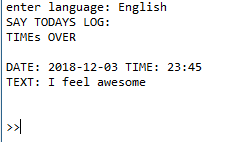 enter language: English
SAY TODAYS LOG:
TIMEs OVER
DATE: 2018-12-03 TIME: 23:45
TEXT: I feel awesome
>>